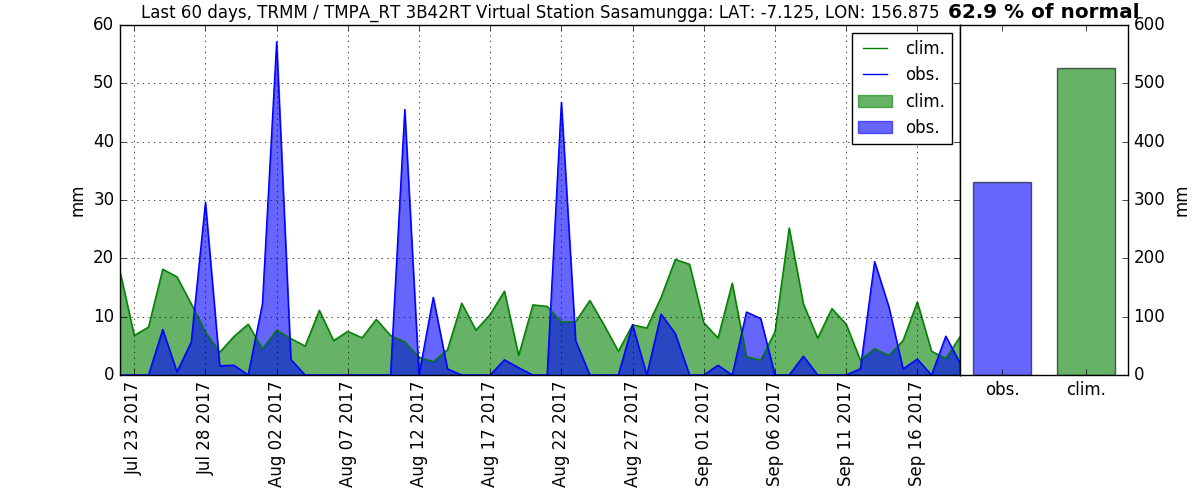 Last 60 days, TRMM / TMPA_RT 3B42RT Virtual Station Sasamungga: LAT: -7.125, LON: 156.875 62.9 % of normal
mm
60
50
40
30
20
10
0
clim.
obs.
clim.
obs.
600
500
400
300
200
100
0
mm
Jul 23 2017
Jul 28 2017
Aug 02 2017
Aug 07 2017
Aug 12 2017
Aug 17 2017
Aug 22 2017
Aug 27 2017
Sep 01 2017
Sep 06 2017
Sep 11 2017
Sep 16 2017
obs.
clim.